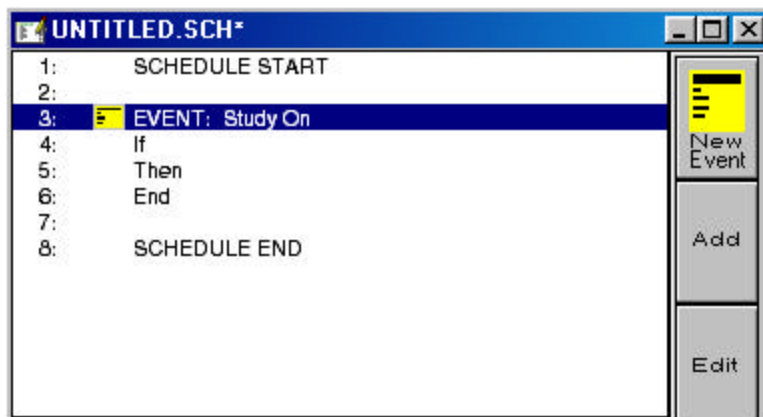 UNTITLED.SCH*
1: SCHEDULE START
2:
3: EVENT: Study On
4: If
5: Then
6: End
7:
8: SCHEDULE END
New
Event
Add
Edit